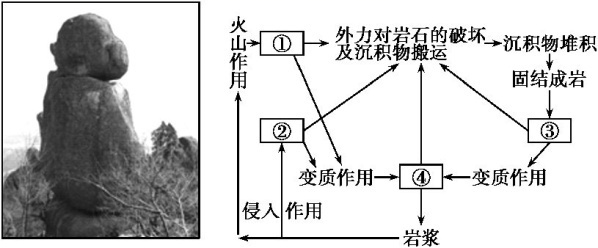 火山作用
①
外力对岩石的破坏
及沉积物搬运
沉积物堆积
固结成岩
②
③
变质作用
④
变质作用
侵入作用
岩浆